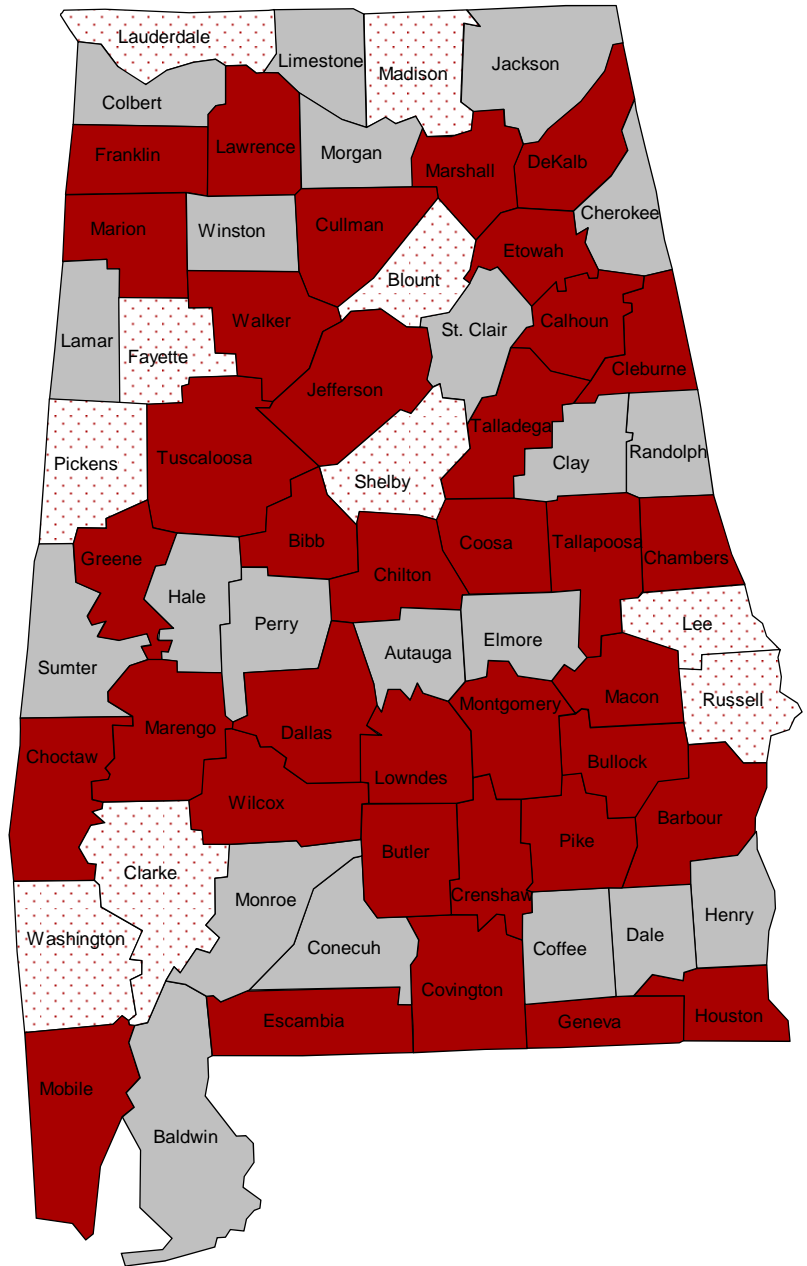 Lauderdale
Limestone
Madison
Jackson
Colbert
Franklin
Lawrence
Morgan
Marshall
DeKalb
Cherokee
Marion
Winston
Cullman
Etowah
Blount
Lamar
Fayette
Walker
St. Clair
Calhoun
Cleburne
Jefferson
Talladega
Pickens
Tuscaloosa
Shelby
Clay
Randolph
Greene
Bibb
Coosa
Tallapoosa
Chambers
Chilton
Hale
Perry
Lee
Sumter
Autauga
Elmore
Marengo
Dallas
Montgomery
Macon
Russell
Choctaw
Lowndes
Bullock
Wilcox
Butler
Pike
Barbour
Clarke
Monroe
Crenshaw
Henry
Washington
Conecuh
Coffee
Dale
Covington
Escambia
Geneva
Houston
Mobile
Baldwin